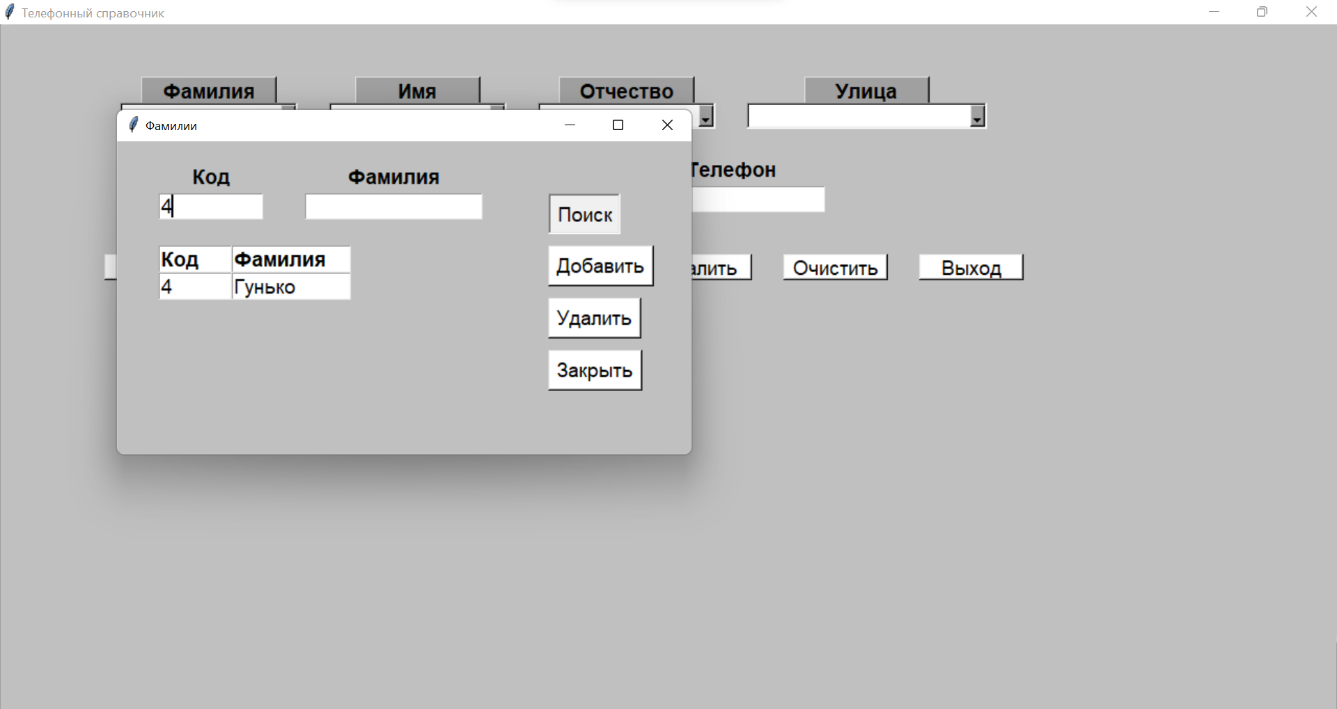 Телефонный справочник
Фамилия Имя Отчество Улица
Фамилии
Код Фамилия
Телефон
4
Поиск
Код Фамилия
Добавить
4 Гунько
Очистить Выход
Удалить
Закрыть